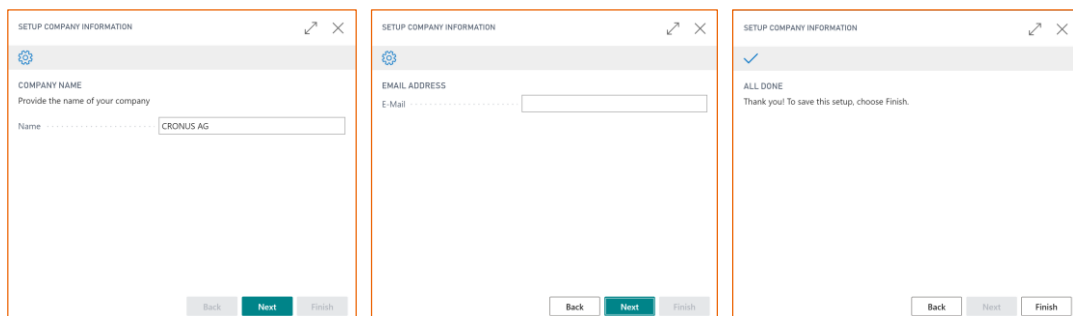 SETUP COMPANY INFORMATION
COMPANY NAME
Provide the name of your company
Name CRONUS AG
Back Next Finish
SETUP COMPANY INFORMATION
EMAIL ADDRESS
E-Mail
Back Next Finish
SETUP COMPANY INFORMATION
ALL DONE
Thank you! To save this setup, choose Finish.
Back Next Finish